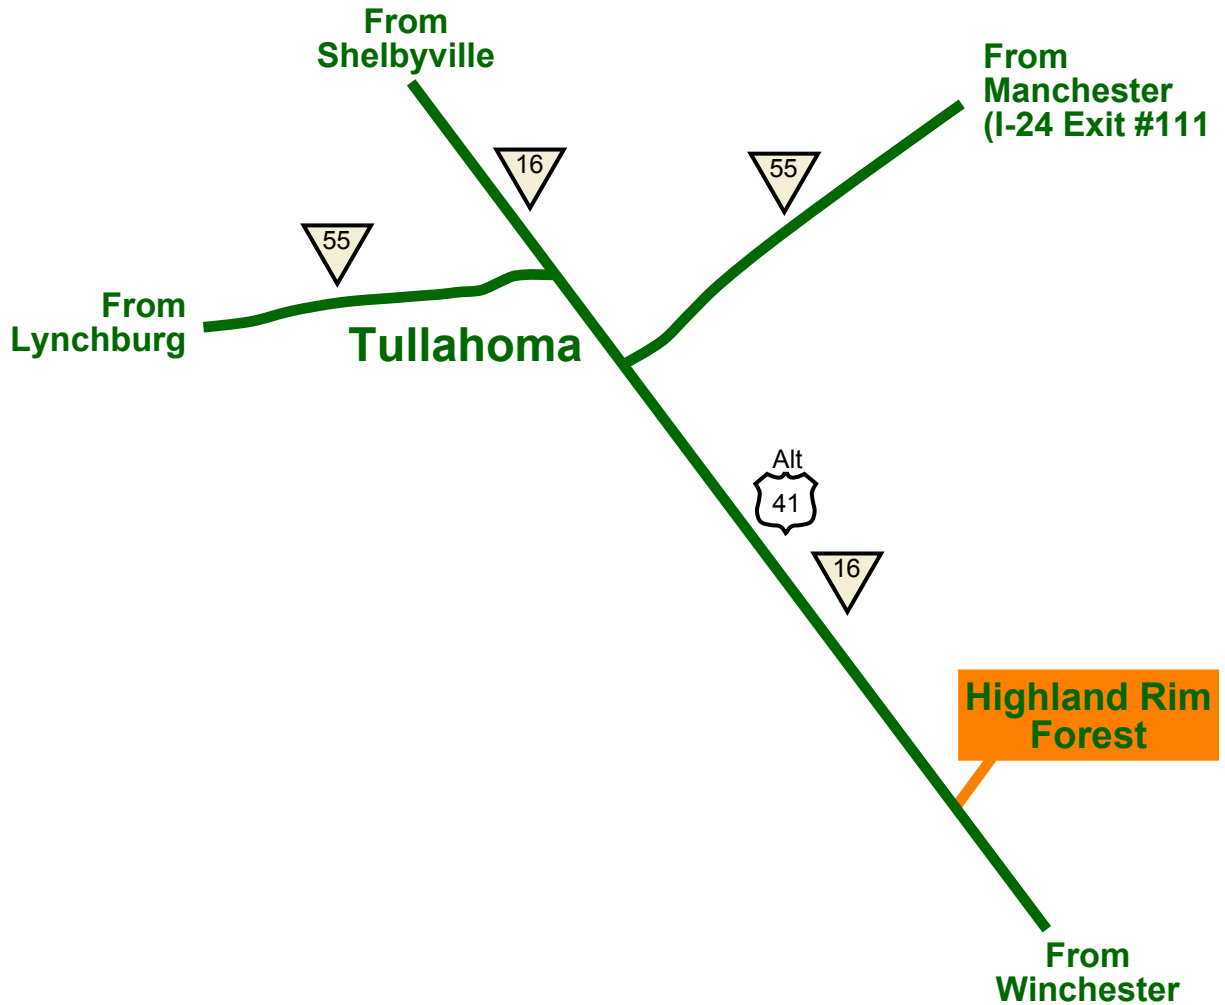 From
Shelbyville
From
Manchester
(I-24 Exit #111
16
55
55
From
Lynchburg
Tullahoma
Alt
41
16
Highland Rim
Forest
From
Winchester